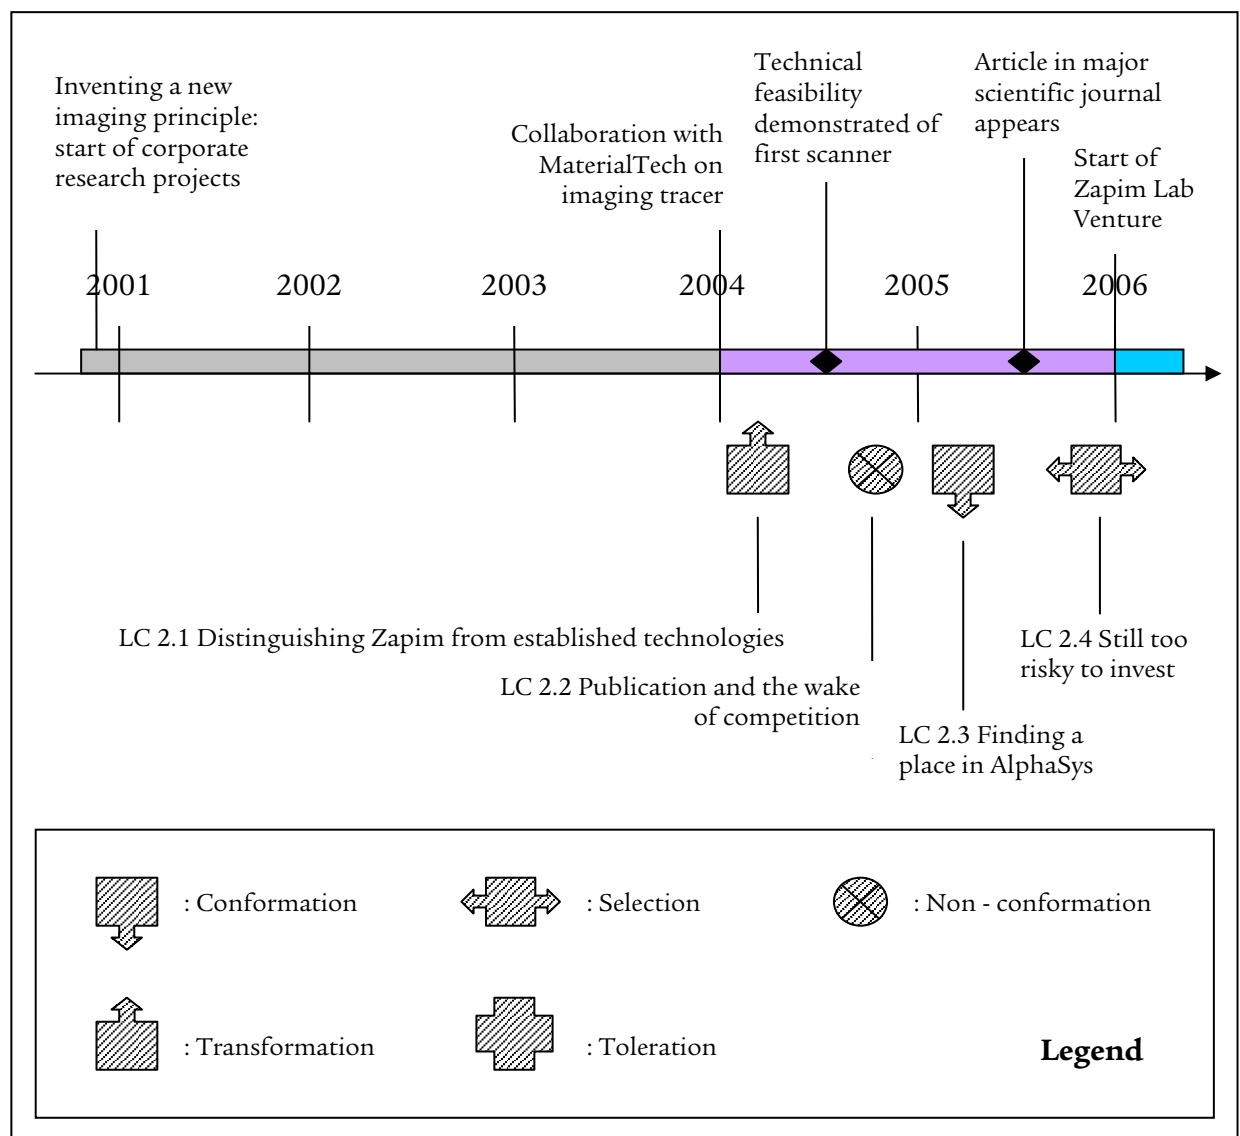 Inventing a new
imaging principle:
start of corporate
research projects
Collaboration with
MaterialTech on
imaging tracer
Technical
feasibility
demonstrated of
first scanner
Article in major
scientific journal
appears
Start of
Zapim Lab
Venture
2001
2002
2003
2004
2005
2006
LC 2.1 Distinguishing Zapim from established technologies
LC 2.2 Publication and the wake
of competition
LC 2.3 Finding a
place in AlphaSys
LC 2.4 Still too
risky to invest
: Conformation
: Selection
: Non - conformation
: Transformation
: Toleration
Legend